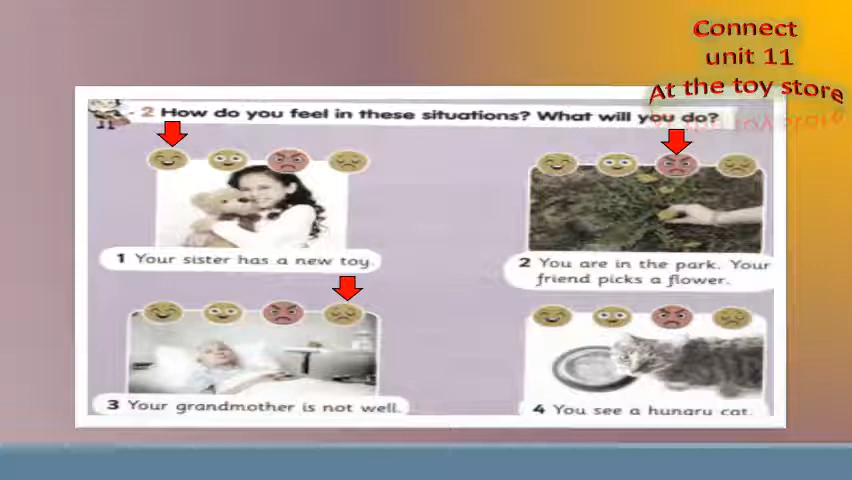 Connect
unit 11
At the toy store
2 How do you feel in these situations? What will you do?
1 Your sister has a new toy.
2 You are in the park. Your
friend picks a flower.
3 Your grandmother is not well.
4 You see a hungry cat.